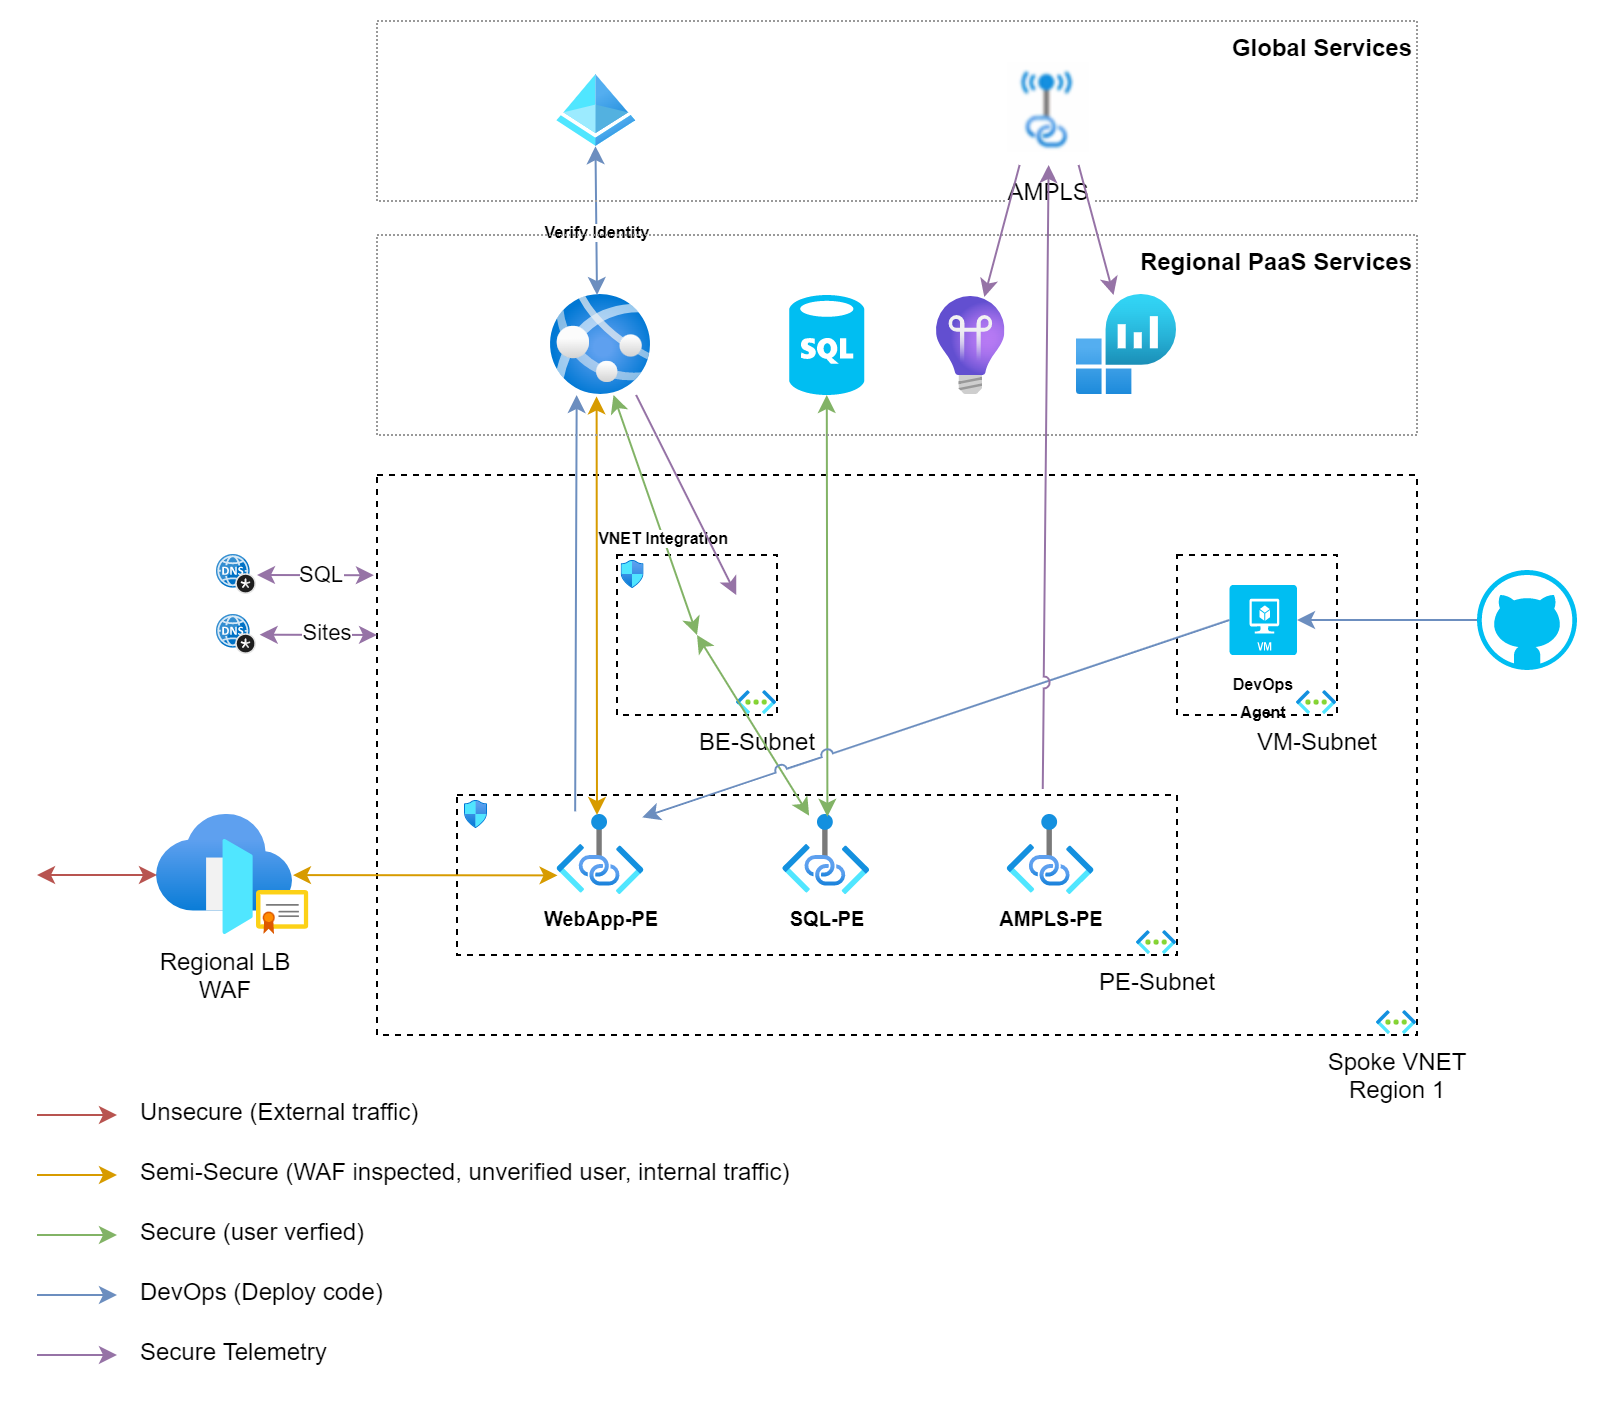 Global Services
AMPLS
Verify Identity
Regional PaaS Services
SQL
VNET Integration
DNS
SQL
DNS
Sites
VM
DevOps
Agent
BE-Subnet
VM-Subnet
WebApp-PE
SQL-PE
AMPLS-PE
Regional LB
WAF
PE-Subnet
Spoke VNET
Region 1
Unsecure (External traffic)
Semi-Secure (WAF inspected, unverified user, internal traffic)
Secure (user verfied)
DevOps (Deploy code)
Secure Telemetry